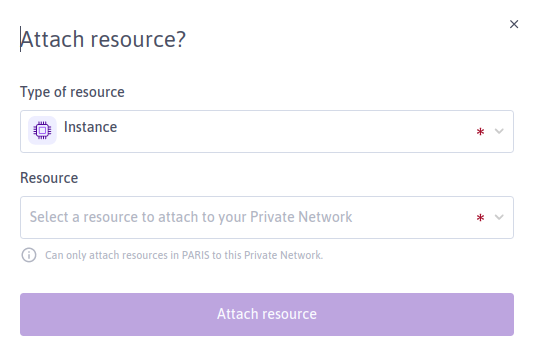 Attach resource?
Type of resource
Instance
*
Resource
Select a resource to attach to your Private Network
*
Can only attach resources in PARIS to this Private Network.
Attach resource